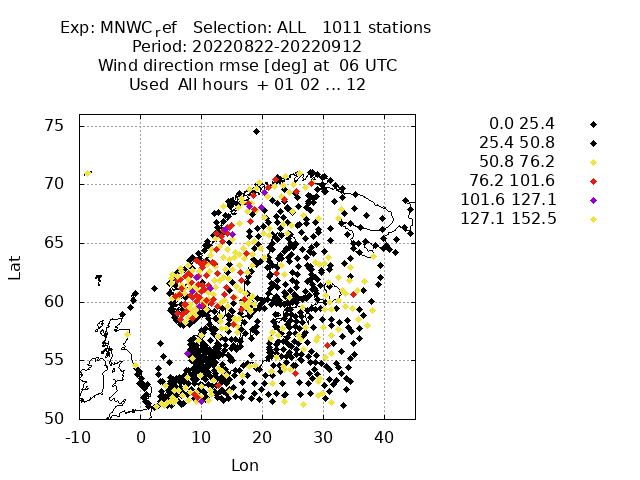 Exp: MNWCref   Selection: ALL   1011 stations
Period: 20220822-20220912
Wind direction rmse [deg] at  06 UTC
Used  All hours  + 01 02 ... 12
0.0 25.4
25.4 50.8
50.8 76.2
76.2 101.6
101.6 127.1
127.1 152.5
75
70
65
60
55
50
Lat
-10 0 10 20 30 40
Lon